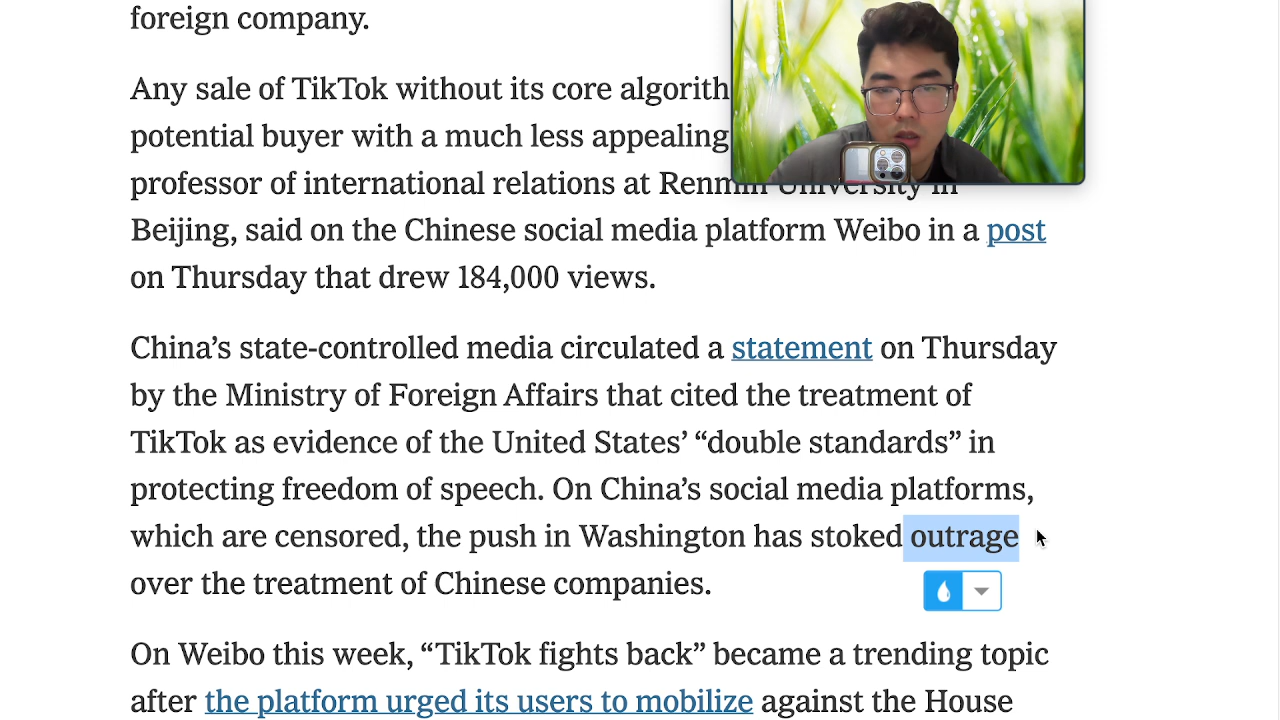 foreign company.
Any sale of TikTok without its core algorith
potential buyer with a much less appealing
professor of international relations at Renmin University in
Beijing, said on the Chinese social media platform Weibo in a post
on Thursday that drew 184,000 views.
China’s state-controlled media circulated a statement on Thursday
by the Ministry of Foreign Affairs that cited the treatment of
TikTok as evidence of the United States’ “double standards” in
protecting freedom of speech. On China’s social media platforms,
which are censored, the push in Washington has stoked outrage
over the treatment of Chinese companies.
On Weibo this week, “TikTok fights back” became a trending topic
after the platform urged its users to mobilize against the House